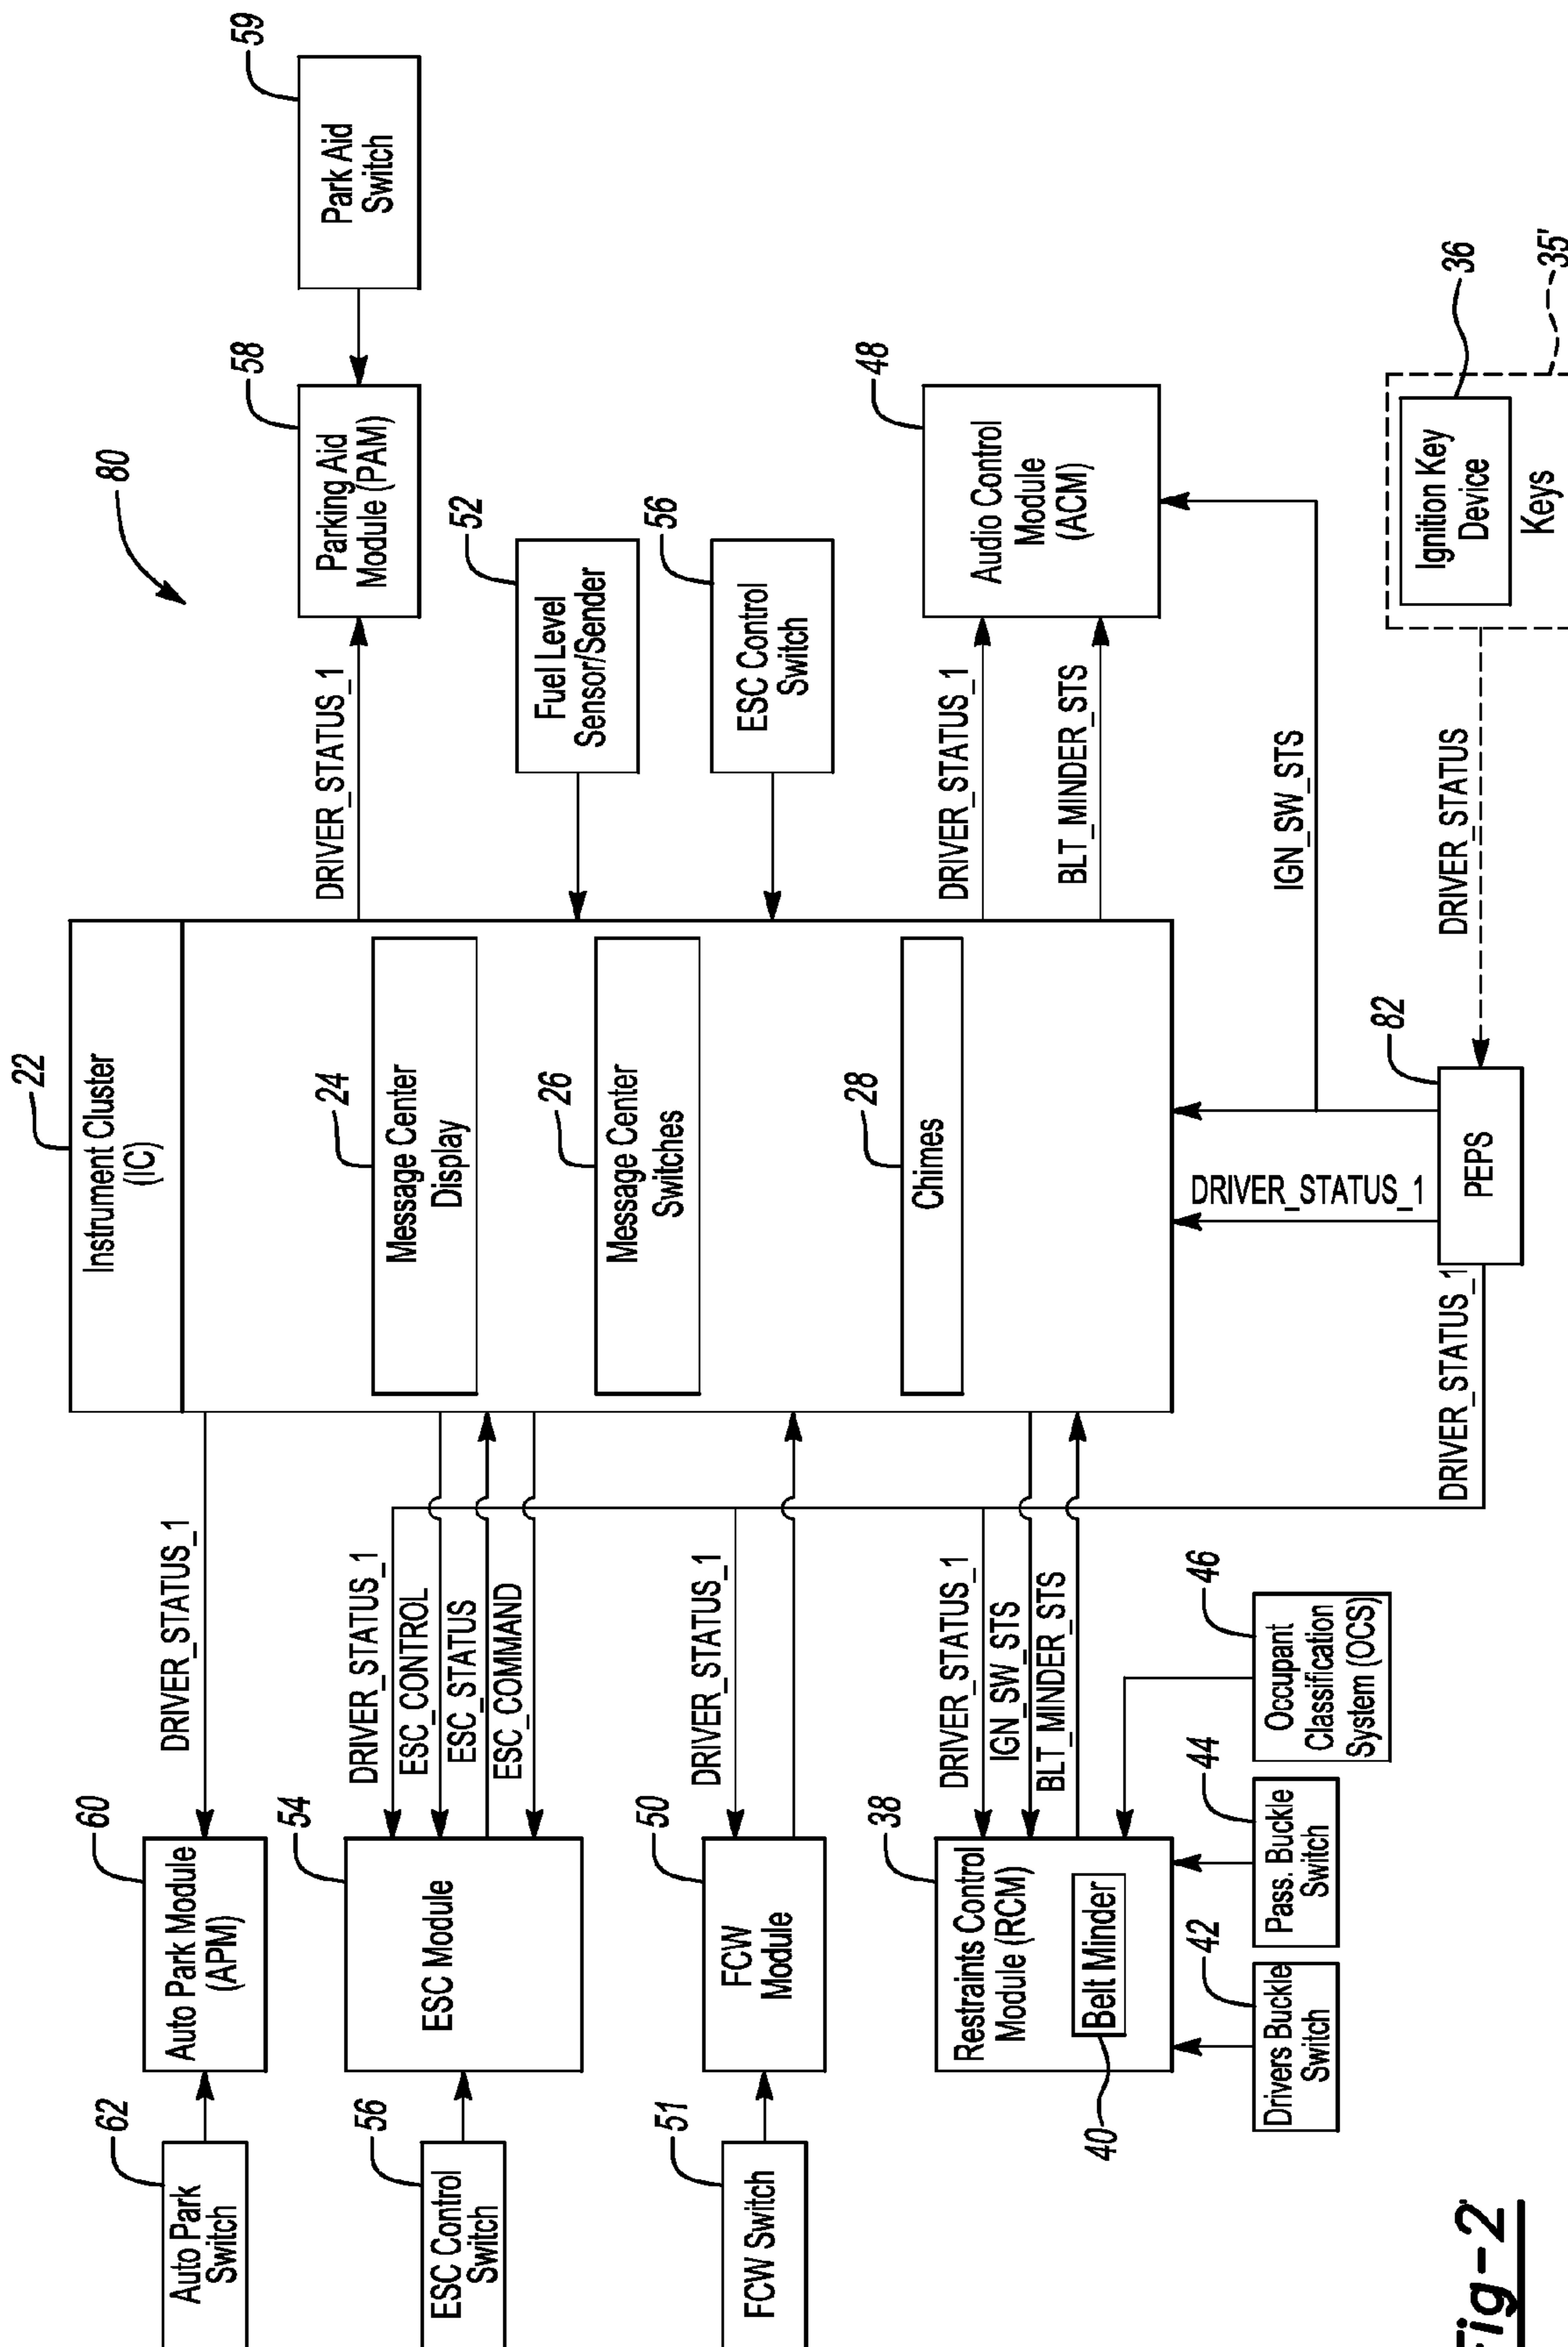 80
22
Instrument Cluster
(IC)
24
Message Center
Display
26
Message Center
Switches
28
Chimes
62
Auto Park
Switch
60
Auto Park Module
(APM)
DRIVER_STATUS_1
56
ESC Control
Switch
54
ESC Module
DRIVER_STATUS_1
ESC_CONTROL
ESC_STATUS
ESC_COMMAND
51
FCW Switch
50
FCW
Module
DRIVER_STATUS_1
38
Restraints Control
Module (RCM)
Belt Minder
40
DRIVER_STATUS_1
IGN_SW_STS
BLT_MINDER_STS
42
Drivers Buckle
Switch
44
Pass. Buckle
Switch
46
Occupant
Classification
System (OCS)
DRIVER_STATUS_1
58
Parking Aid
Module (PAM)
59
Park Aid
Switch
52
Fuel Level
Sensor/Sender
56
ESC Control
Switch
DRIVER_STATUS_1
BLT_MINDER_STS
48
Audio Control
Module
(ACM)
IGN_SW_STS
DRIVER_STATUS_1
DRIVER_STATUS_1
82
PEPS
DRIVER_STATUS
36
Ignition Key
Device
Keys
35'
Fig-2